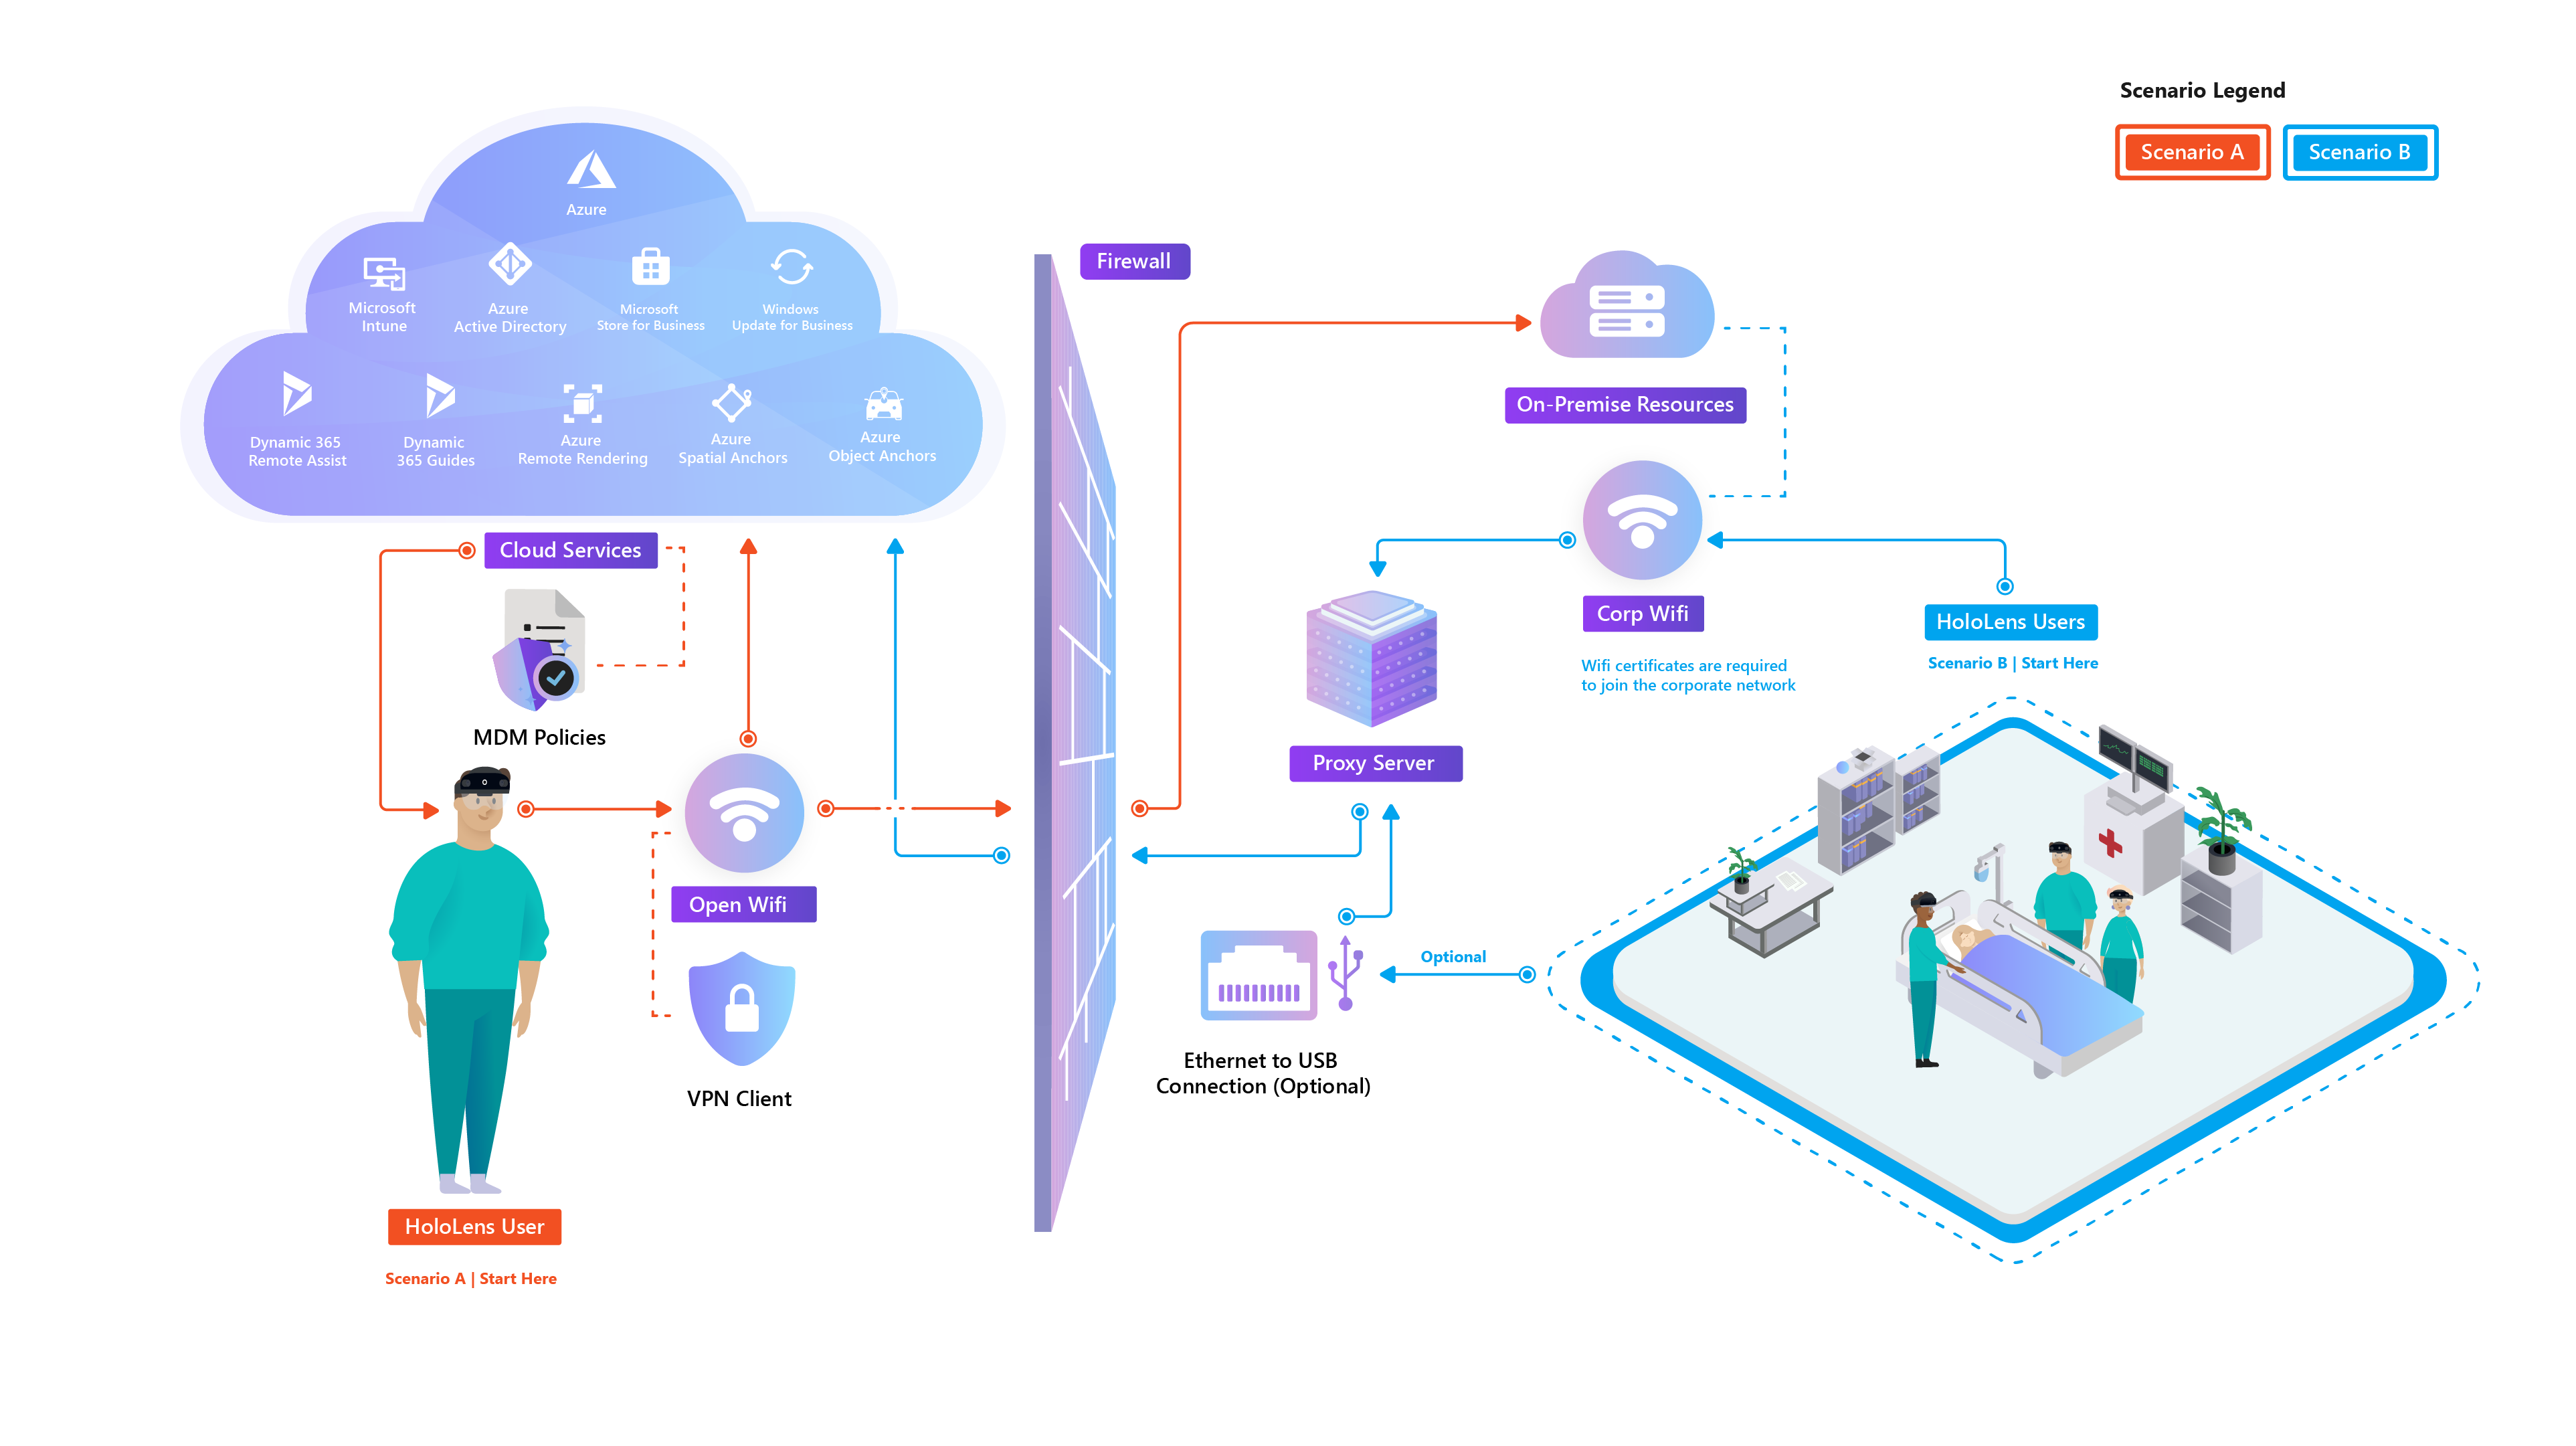 Scenario Legend
Scenario A
Scenario B
Azure
Microsoft
Intune
Azure
Active Directory
Microsoft
Store for Business
Windows
Update for Business
Dynamic 365
Remote Assist
Dynamic
365 Guides
Azure
Remote Rendering
Azure
Spatial Anchors
Azure
Object Anchors
Cloud Services
MDM Policies
Open Wifi
VPN Client
HoloLens User
Scenario A | Start Here
Firewall
On-Premise Resources
Corp Wifi
Wifi certificates are required
to join the corporate network
HoloLens Users
Scenario B | Start Here
Proxy Server
Optional
Ethernet to USB
Connection (Optional)